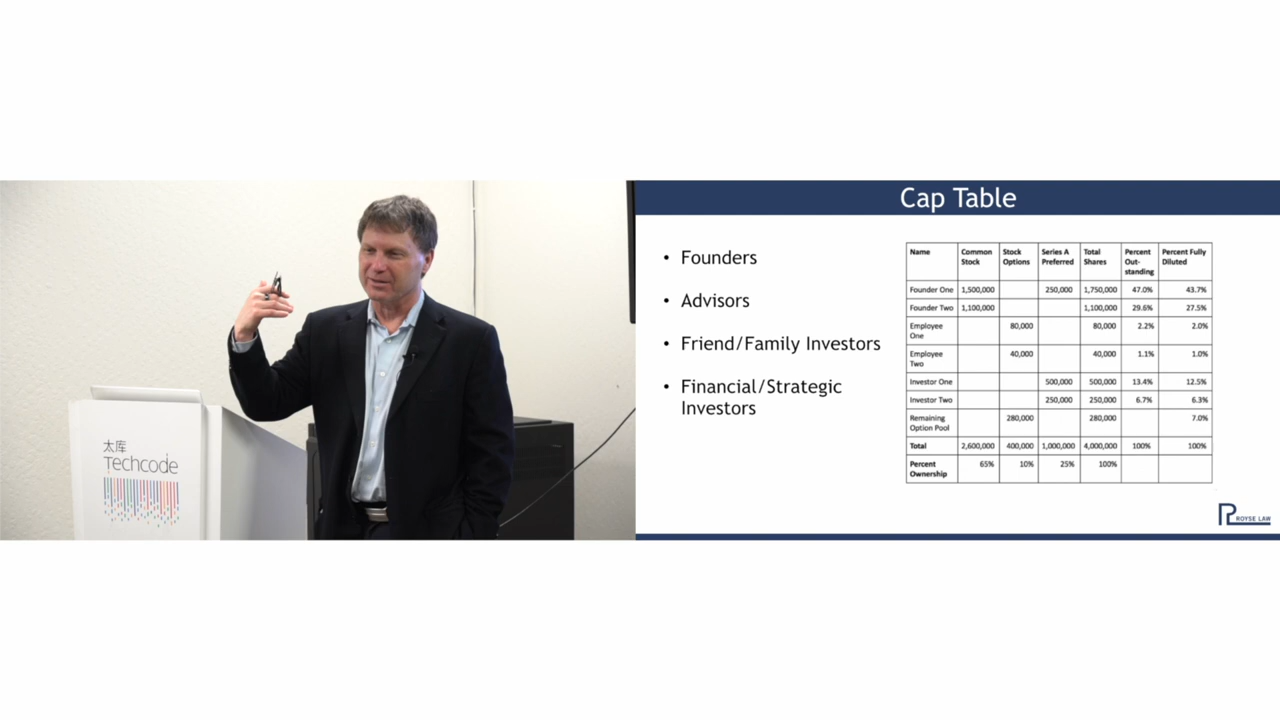 太库
Techcode
Cap Table
• Founders
• Advisors
• Friend/Family Investors
• Financial/Strategic
Investors
Name Common Stock Stock Options Series A Preferred Total Shares Percent Out-standing Percent Fully Diluted
Founder One 1,500,000 250,000 1,750,000 47.0% 43.7%
Founder Two 1,100,000 1,100,000 29.6% 27.5%
Employee One 80,000 80,000 2.2% 2.0%
Employee Two 40,000 40,000 1.1% 1.0%
Investor One 500,000 500,000 13.4% 12.5%
Investor Two 250,000 250,000 6.7% 6.3%
Remaining Option Pool 280,000 280,000 7.0%
Total 2,600,000 400,000 1,000,000 4,000,000 100% 100%
Percent Ownership 65% 10% 25% 100%
ROYSE LAW